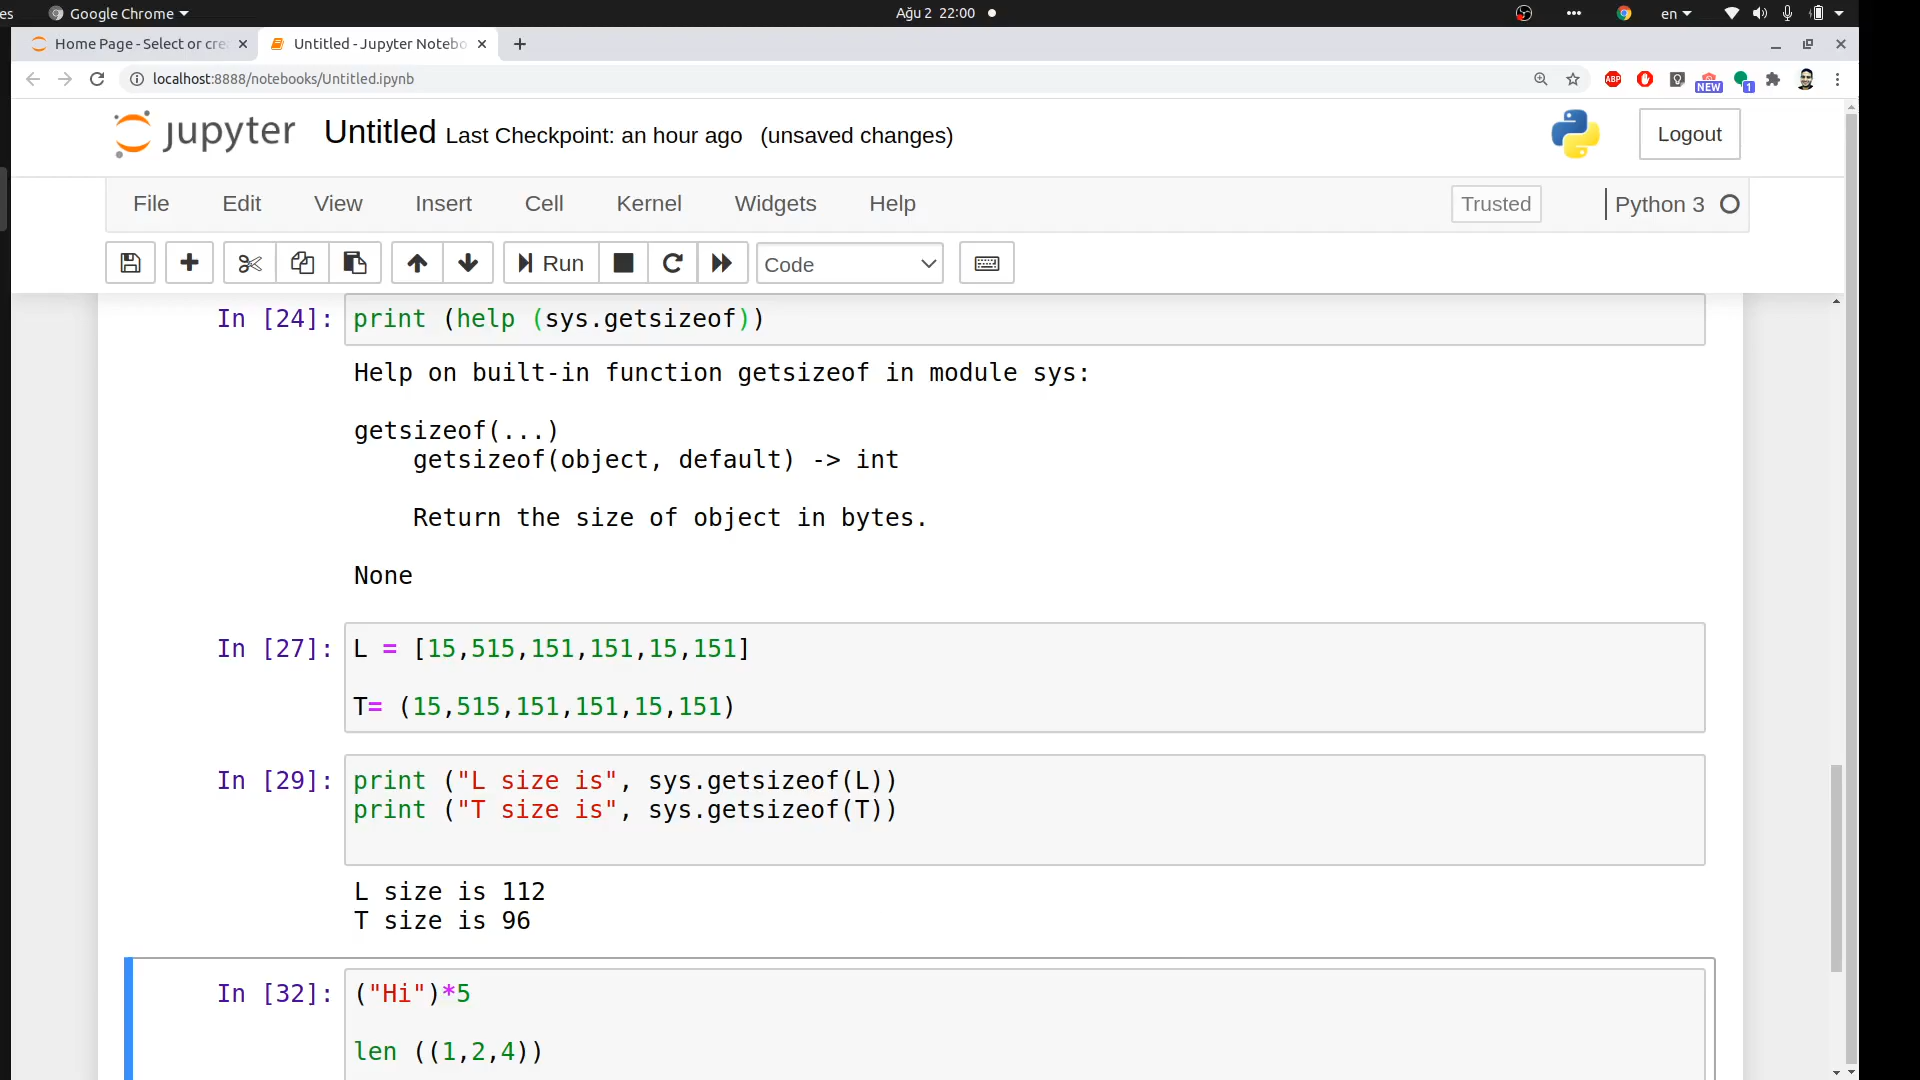 es Google Chrome Ağu 2 22:00 en
Home Page - Select or cre Untitled - Jupyter Notebo
localhost:8888/notebooks/Untitled.ipynb ABP NEW 1
jupyter Untitled Last Checkpoint: an hour ago (unsaved changes) Logout
File Edit View Insert Cell Kernel Widgets Help Trusted Python 3
Run Code
In [24]: print (help (sys.getsizeof))
Help on built-in function getsizeof in module sys:
getsizeof(...)
getsizeof(object, default) -> int
Return the size of object in bytes.
None
In [27]: L = [15,515,151,151,15,151]
T= (15,515,151,151,15,151)
In [29]: print ("L size is", sys.getsizeof(L))
print ("T size is", sys.getsizeof(T))
L size is 112
T size is 96
In [32]: ("Hi")*5
len ((1,2,4))